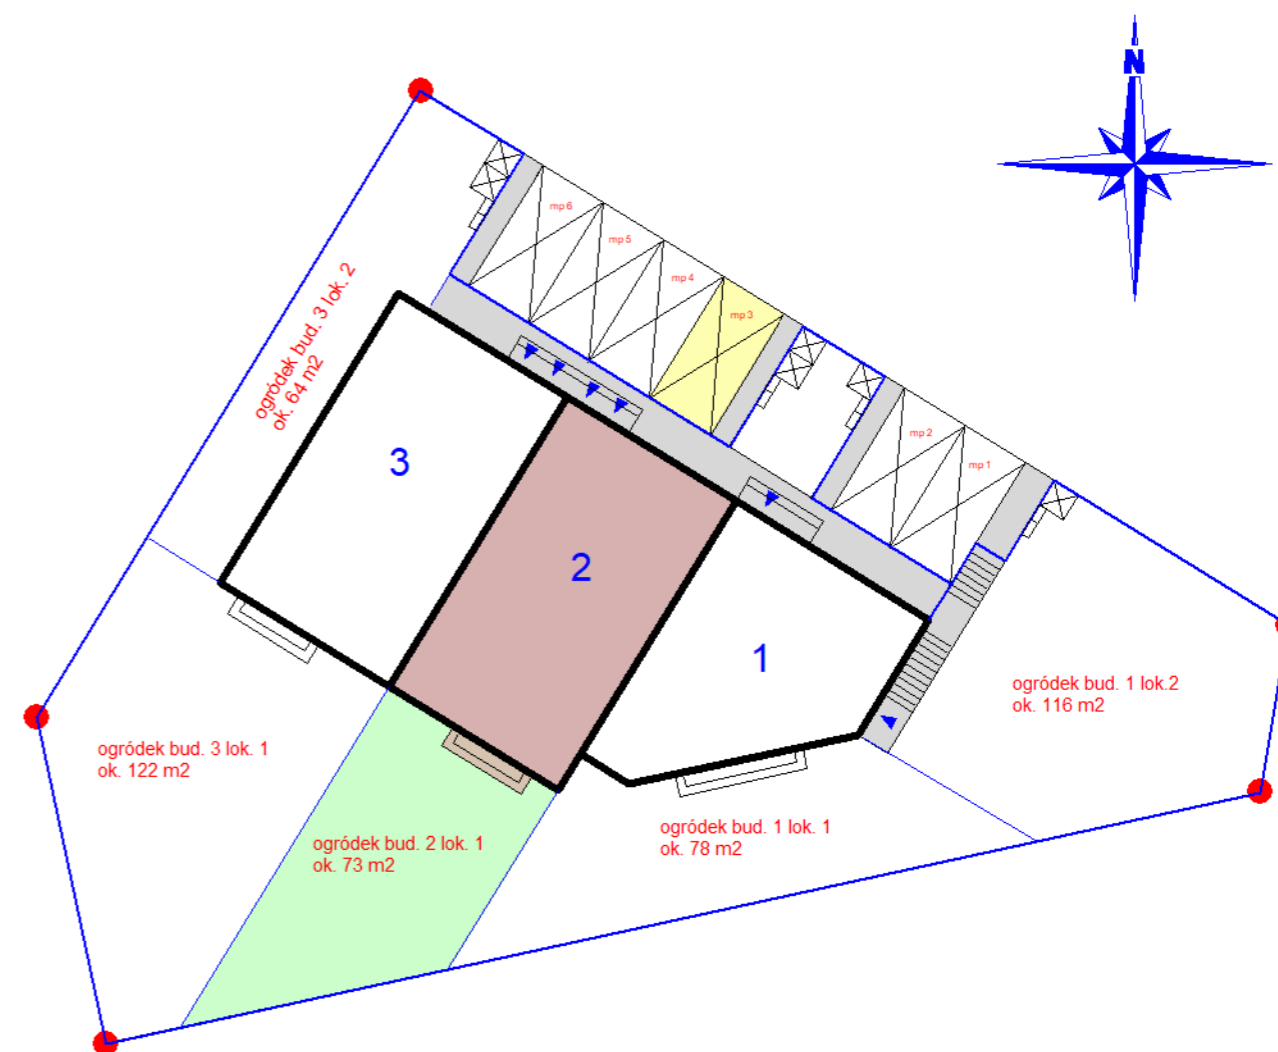 N
mp 6
mp 5
mp 4
mp 3
mp 2
mp 1
ogródek bud. 3 lok. 2
ok. 64 m2
3
2
1
ogródek bud. 1 lok.2
ok. 116 m2
ogródek bud. 3 lok. 1
ok. 122 m2
ogródek bud. 2 lok. 1
ok. 73 m2
ogródek bud. 1 lok. 1
ok. 78 m2